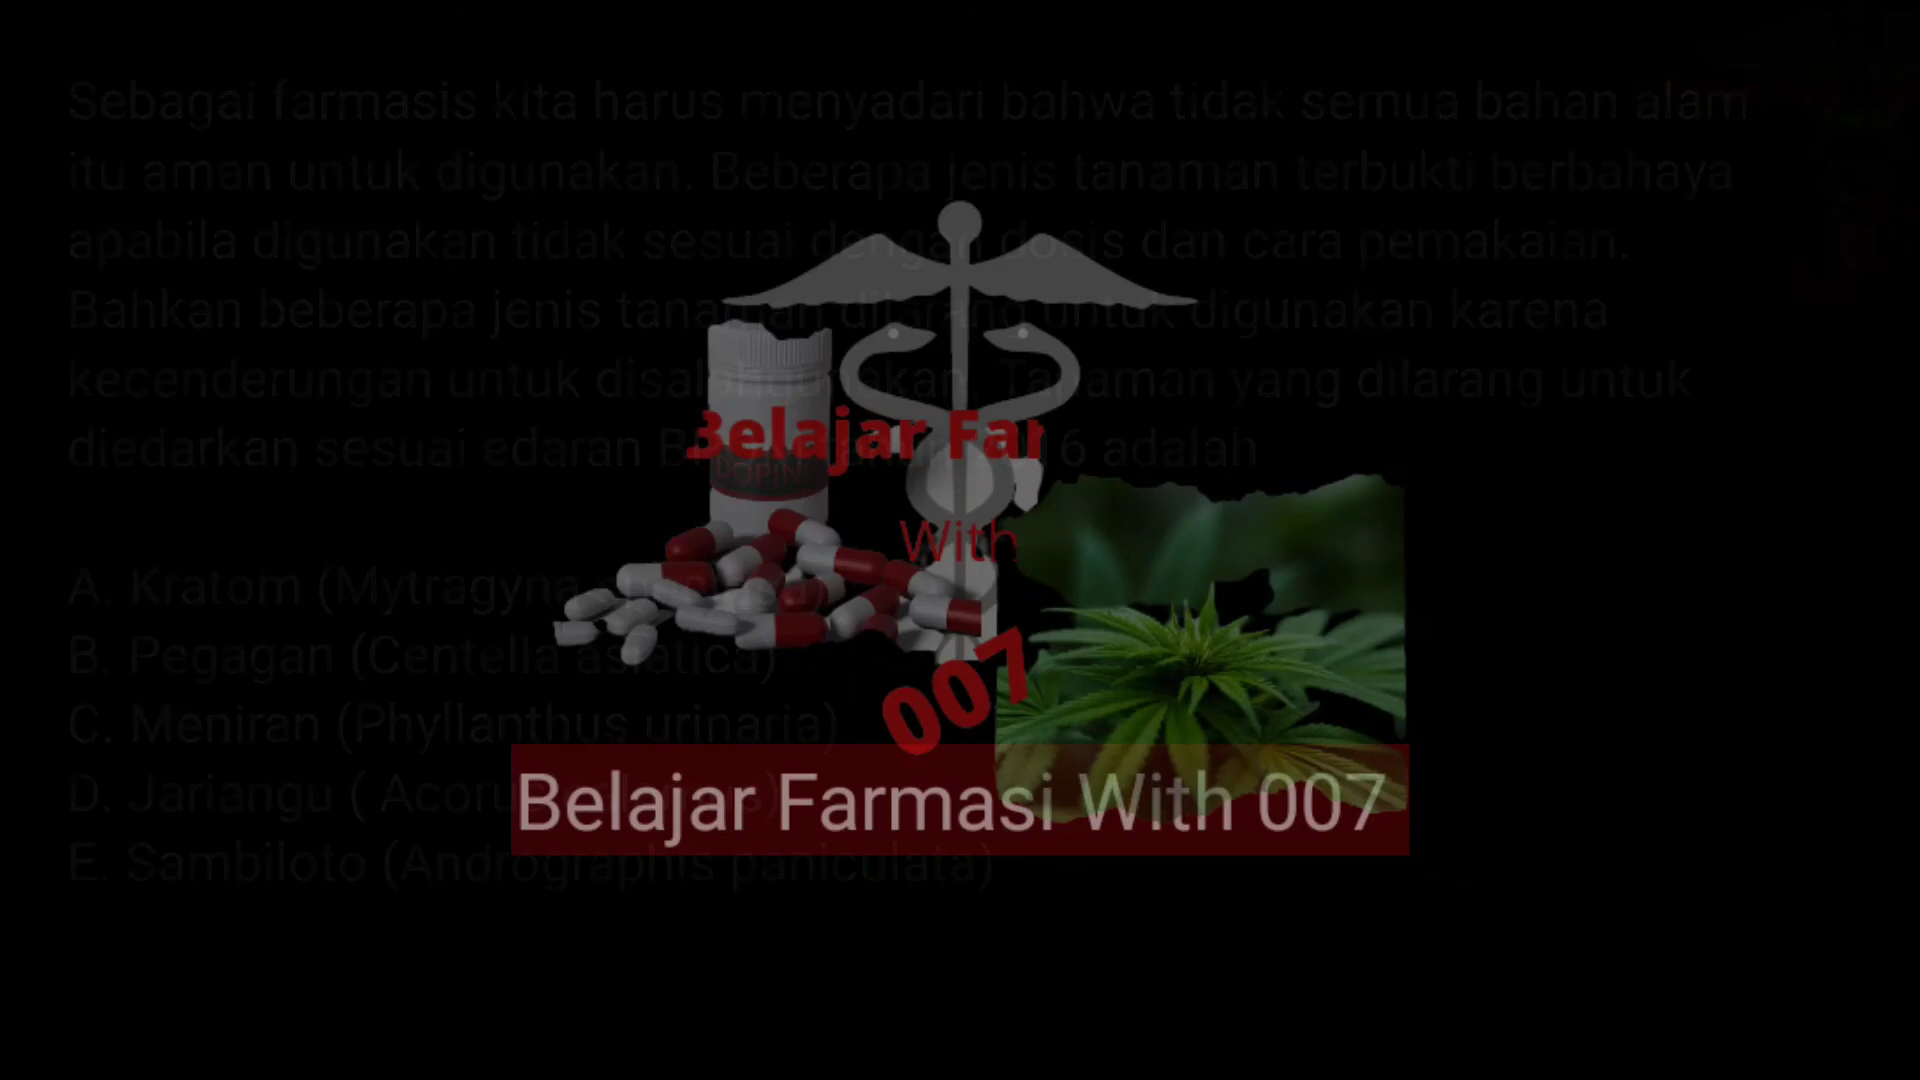 Sebagai farmasis kita harus menyadari bahwa tidak semua bahan alam
itu aman untuk digunakan. Beberapa jenis tanaman terbukti berbahaya
apabila digunakan tidak sesuai dengan dosis dan cara pemakaian.
Bahkan beberapa jenis tanaman dilarang untuk digunakan karena
kecenderungan untuk disalahgunakan. Tanaman yang dilarang untuk
diedarkan sesuai edaran 6 adalah
A. Kratom (Mytragyna
B. Pegagan (Centella asiatica)
C. Meniran (Phyllanthus urinaria)
D. Jariangu (
E. Sambiloto (Andrographis paniculata)
Belajar Far
With
007
Belajar Farmasi With 007